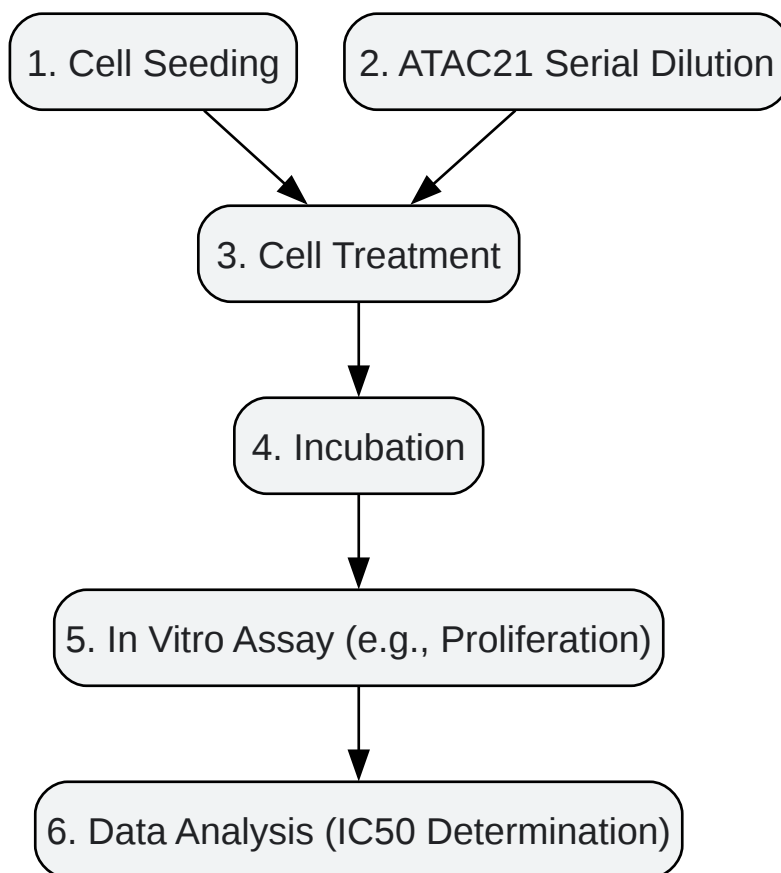 1. Cell Seeding
2. ATAC21 Serial Dilution
3. Cell Treatment
4. Incubation
5. In Vitro Assay (e.g., Proliferation)
6. Data Analysis (IC50 Determination)